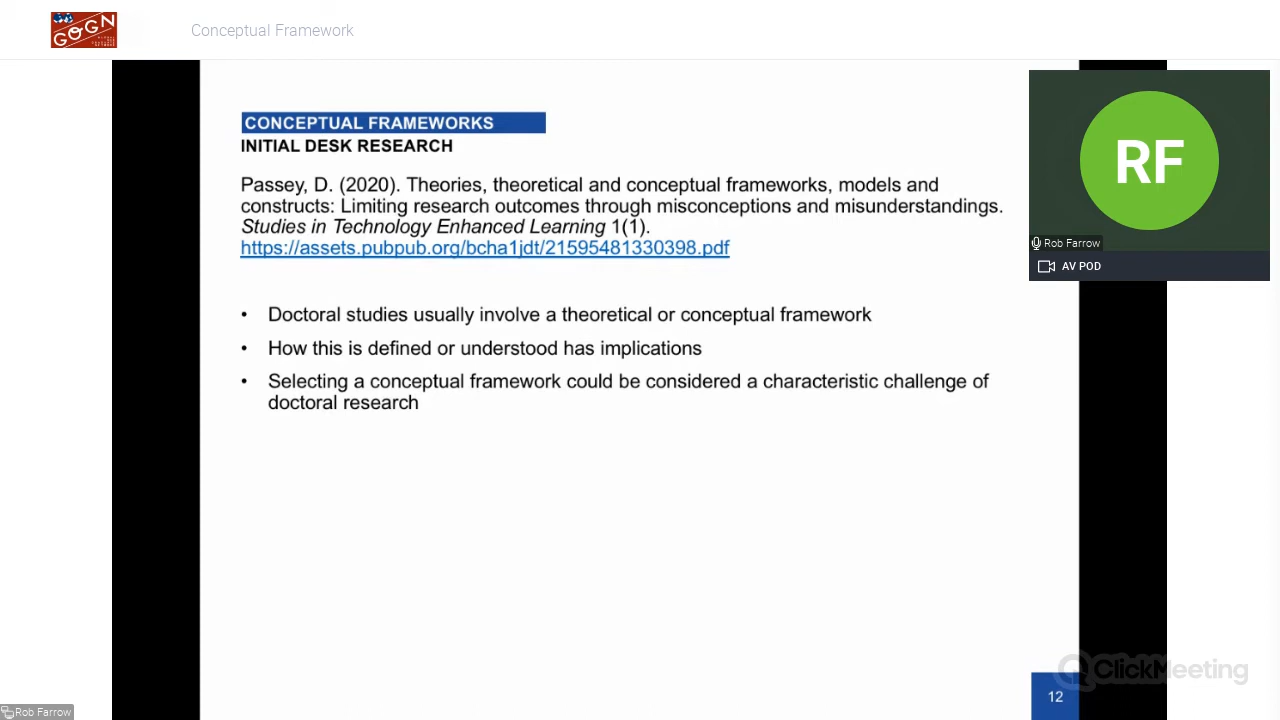 GOGN
Conceptual Framework
CONCEPTUAL FRAMEWORKS
INITIAL DESK RESEARCH
Passey, D. (2020). Theories, theoretical and conceptual frameworks, models and
constructs: Limiting research outcomes through misconceptions and misunderstandings.
Studies in Technology Enhanced Learning 1(1).
https://assets.pubpub.org/bcha1jdt/21595481330398.pdf
• Doctoral studies usually involve a theoretical or conceptual framework
• How this is defined or understood has implications
• Selecting a conceptual framework could be considered a characteristic challenge of
doctoral research
RF
Rob Farrow
AV POD
ClickMeeting
12
Rob Farrow